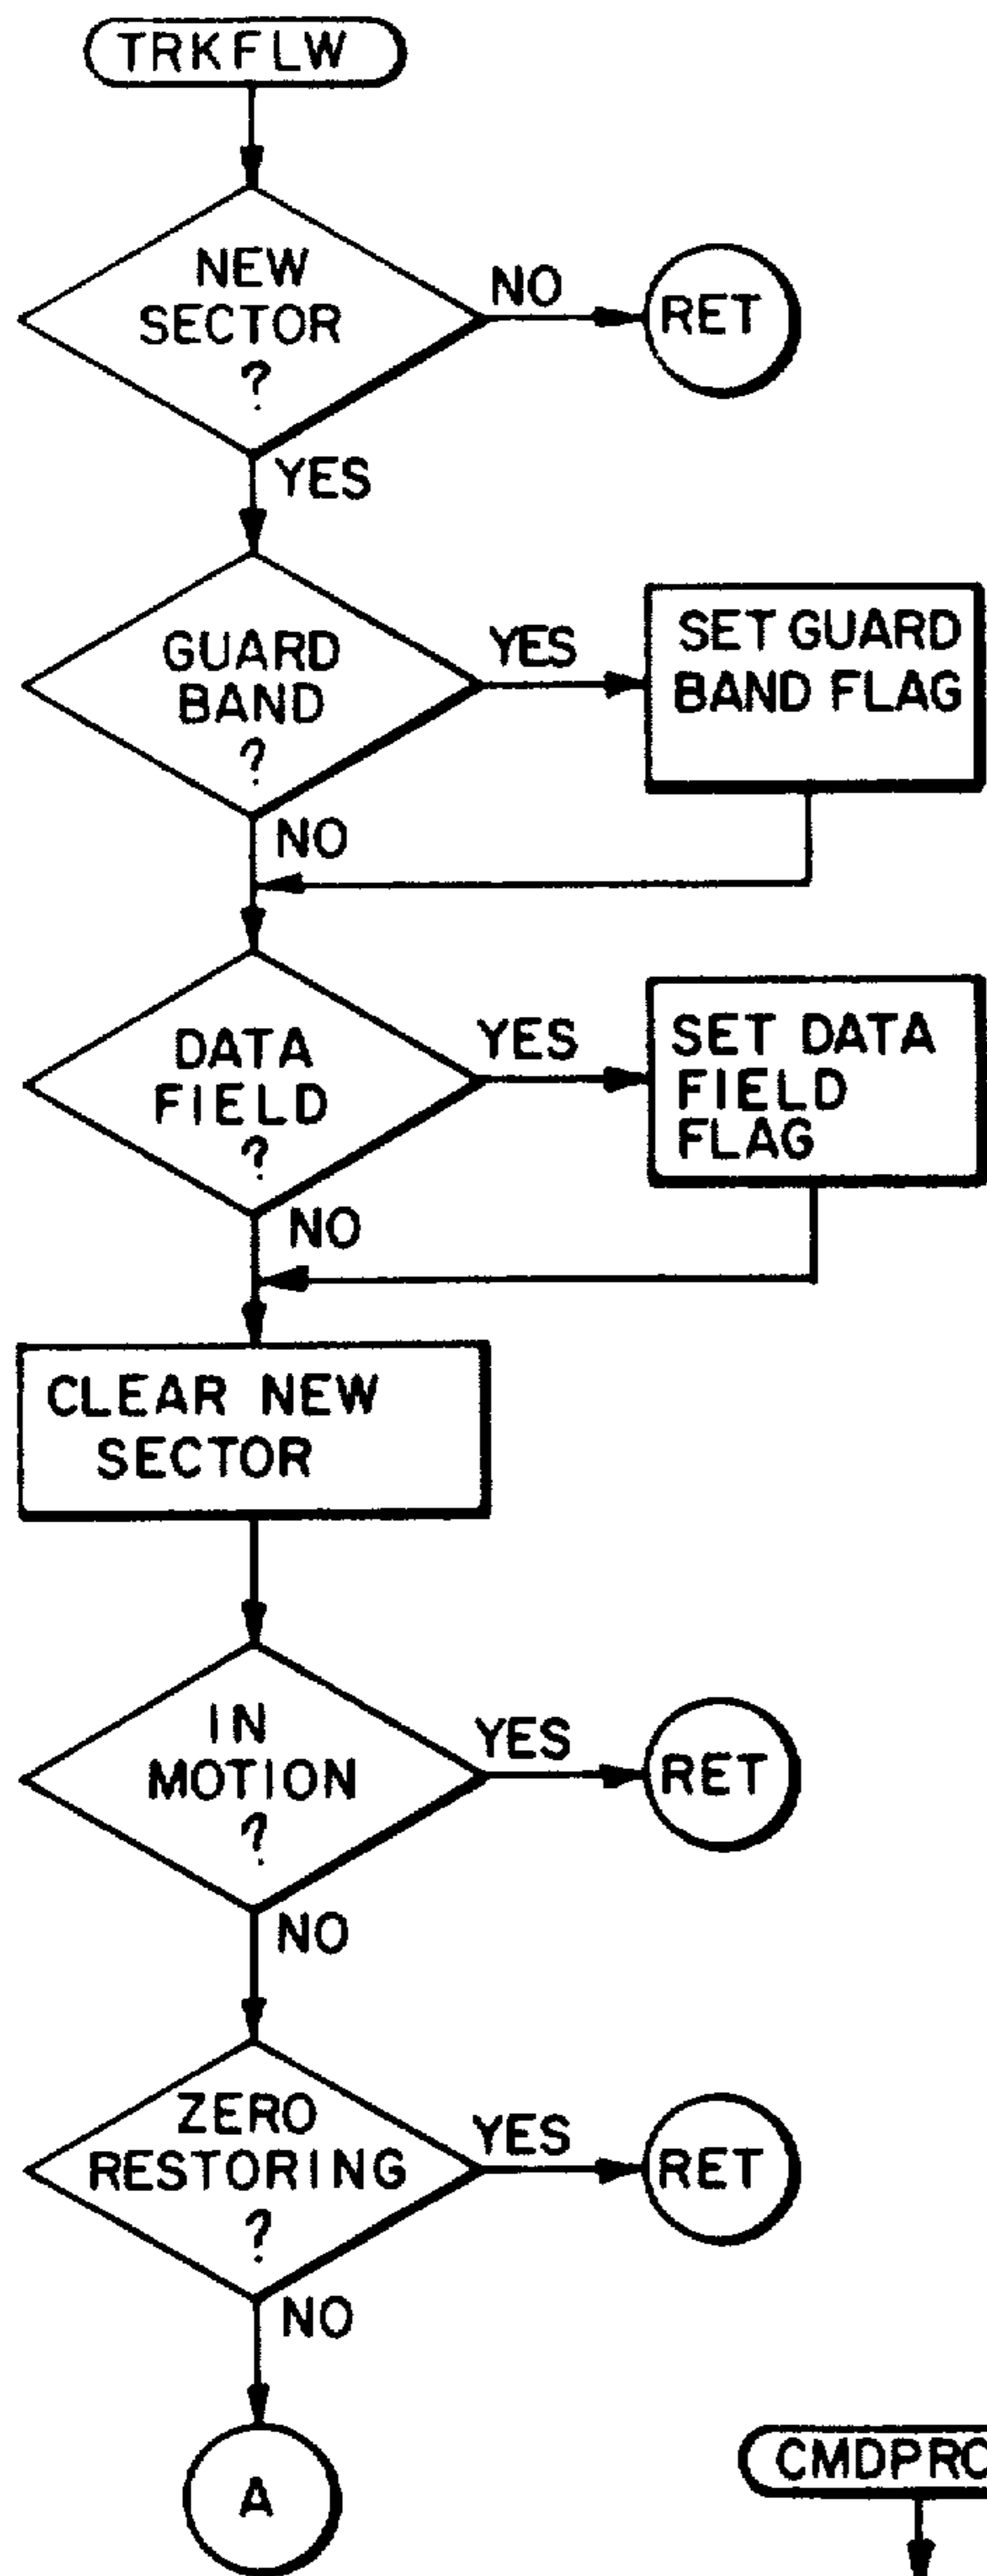 TRKFLW
NEW
SECTOR
?
NO
RET
YES
GUARD
BAND
?
YES
SET GUARD
BAND FLAG
NO
DATA
FIELD
?
YES
SET DATA
FIELD
FLAG
NO
CLEAR NEW
SECTOR
IN
MOTION
?
YES
RET
NO
ZERO
RESTORING
?
YES
RET
NO
A
CMDPRO